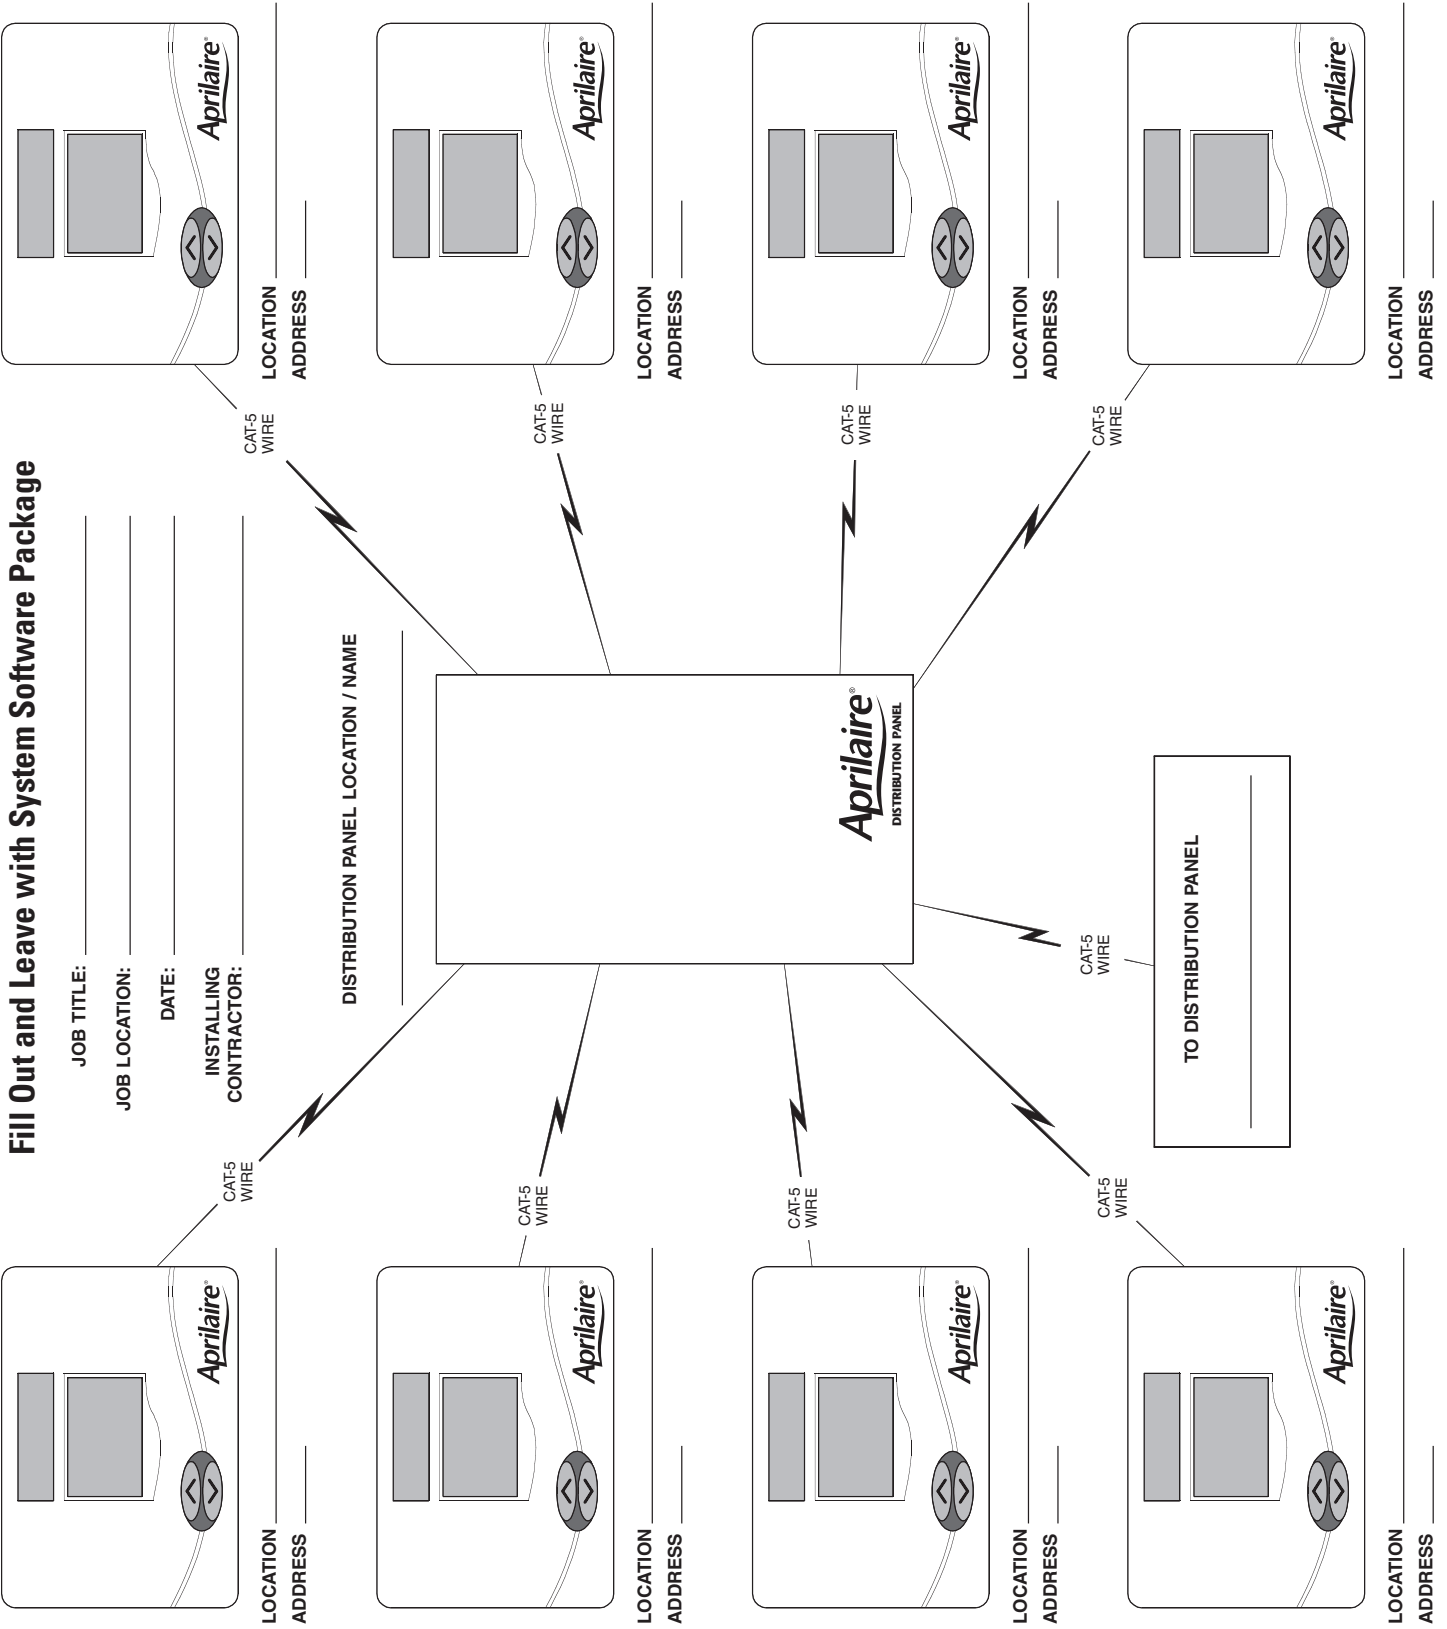 Fill Out and Leave with System Software Package
JOB TITLE:
JOB LOCATION:
DATE:
INSTALLING
CONTRACTOR:
Aprilaire®
LOCATION
ADDRESS
CAT-5
WIRE
CAT-5
WIRE
Aprilaire®
LOCATION
ADDRESS
DISTRIBUTION PANEL LOCATION / NAME
Aprilaire®
LOCATION
ADDRESS
CAT-5
WIRE
CAT-5
WIRE
Aprilaire®
LOCATION
ADDRESS
Aprilaire®
LOCATION
ADDRESS
CAT-5
WIRE
Aprilaire®
DISTRIBUTION PANEL
CAT-5
WIRE
Aprilaire®
LOCATION
ADDRESS
Aprilaire®
LOCATION
ADDRESS
CAT-5
WIRE
CAT-5
WIRE
CAT-5
WIRE
Aprilaire®
LOCATION
ADDRESS
TO DISTRIBUTION PANEL